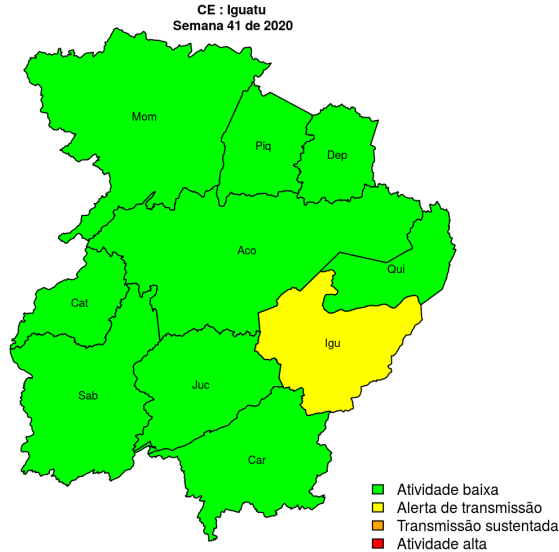 CE : Iguatu
Semana 41 de 2020
Mom
Piq
Dep
Aco
Qui
Cat
Igu
Juc
Sab
Car
Atividade baixa
Alerta de transmissão
Transmissão sustentada
Atividade alta